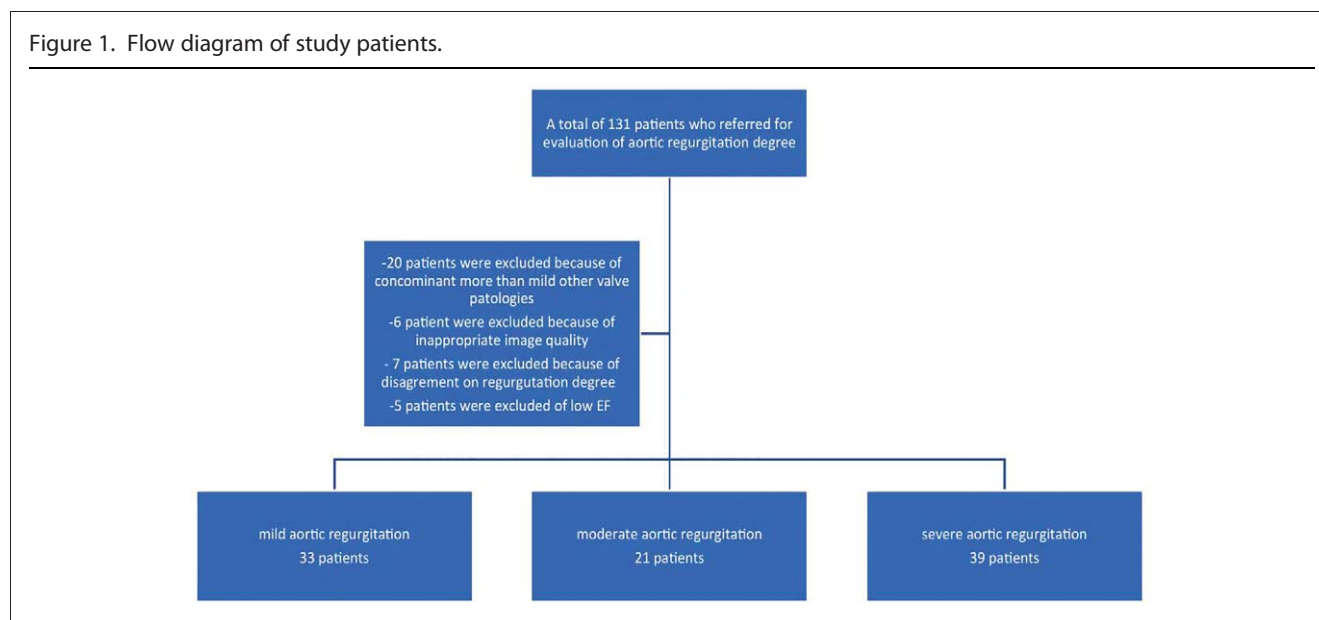 Figure 1. Flow diagram of study patients.
A total of 131 patients who referred for
evaluation of aortic regurgitation degree
-20 patients were excluded because of
concominant more than mild other valve
patologies
-6 patient were excluded because of
inappropriate image quality
- 7 patients were excluded because of
disagrement on regurgutation degree
-5 patients were excluded of low EF
mild aortic regurgitation
33 patients
moderate aortic regurgitation
21 patients
severe aortic regurgitation
39 patients